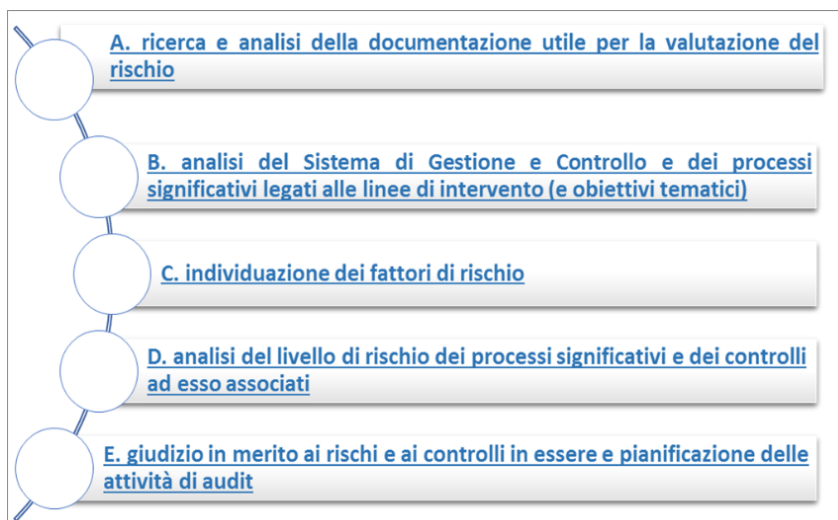 A. ricerca e analisi della documentazione utile per la valutazione del
rischio
B. analisi del Sistema di Gestione e Controllo e dei processi
significativi legati alle linee di intervento (e obiettivi tematici)
C. individuazione dei fattori di rischio
D. analisi del livello di rischio dei processi significativi e dei controlli
ad esso associati
E. giudizio in merito ai rischi e ai controlli in essere e pianificazione delle
attività di audit